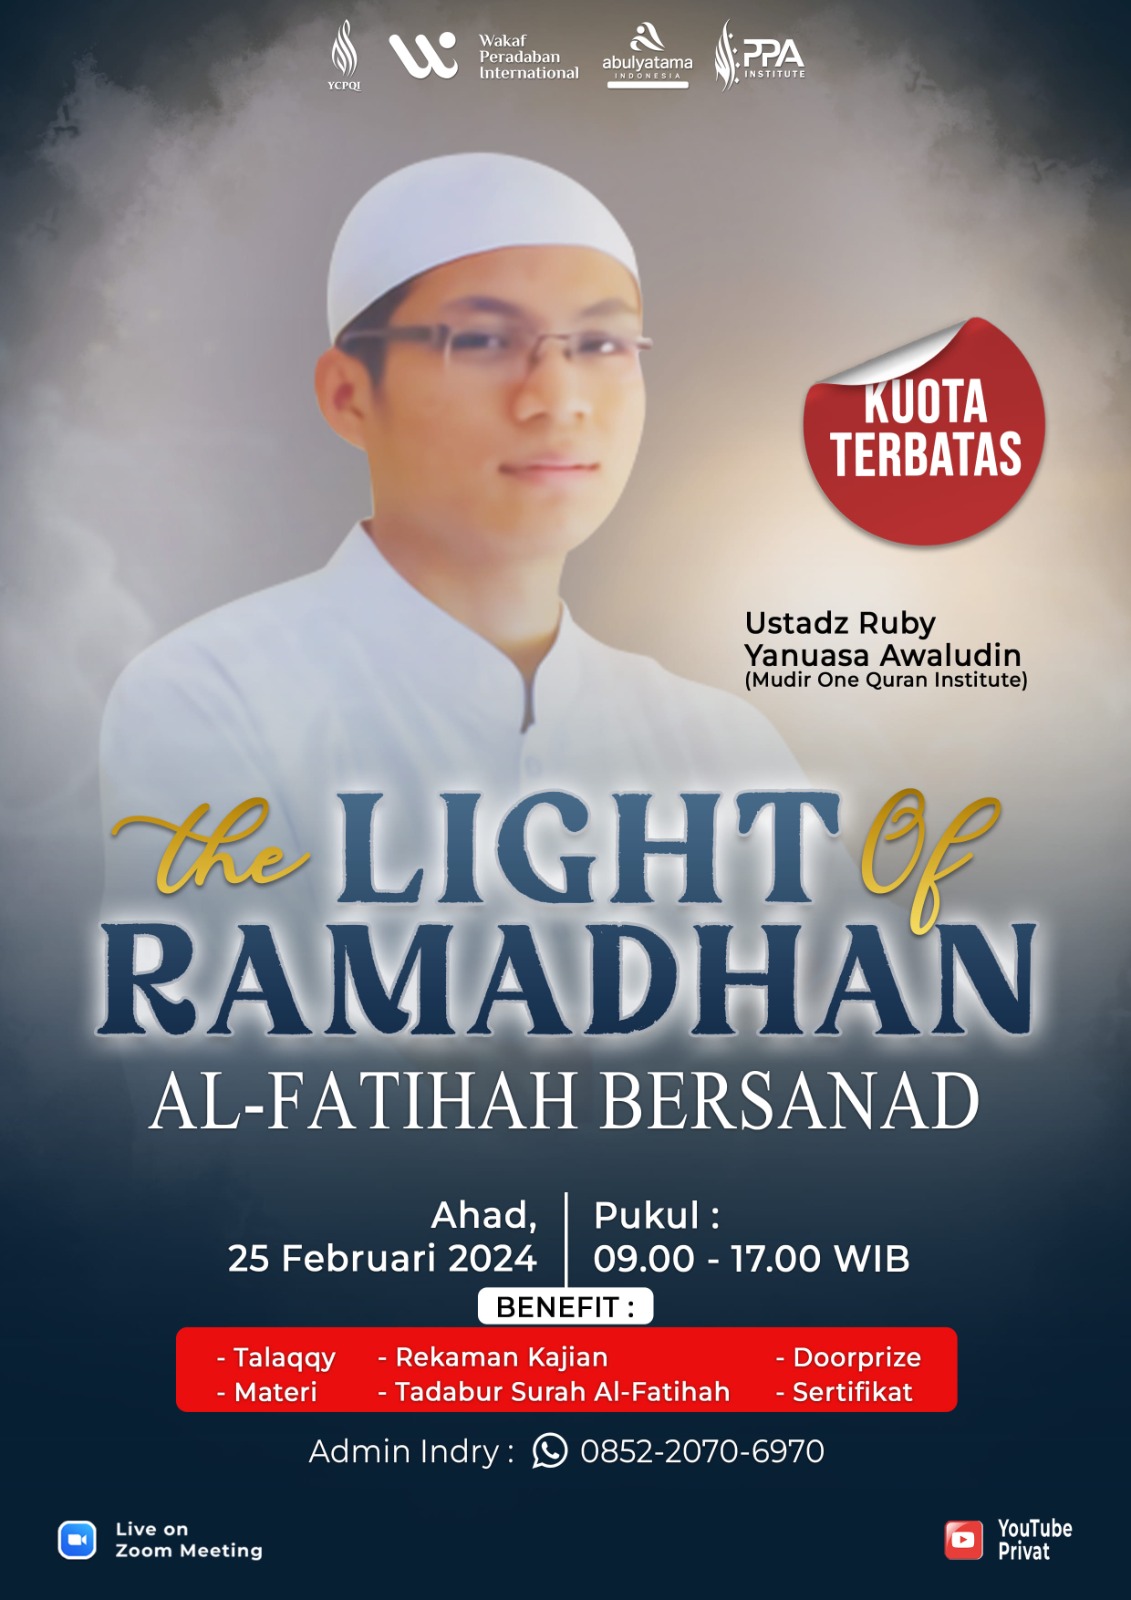 YCPQI
Wakaf
Peradaban
International
abulyatama
INDONESIA
PPA
INSTITUTE
KUOTA
TERBATAS
Ustadz Ruby
Yanuasa Awaludin
(Mudir One Quran Institute)
the LIGHT Of
RAMADHAN
AL-FATIHAH BERSANAD
Ahad,
25 Februari 2024
Pukul :
09.00 - 17.00 WIB
BENEFIT :
- Talaqqy
- Materi
- Rekaman Kajian
- Tadabur Surah Al-Fatihah
- Doorprize
- Sertifikat
Admin Indry : 0852-2070-6970
Live on
Zoom Meeting
YouTube
Privat